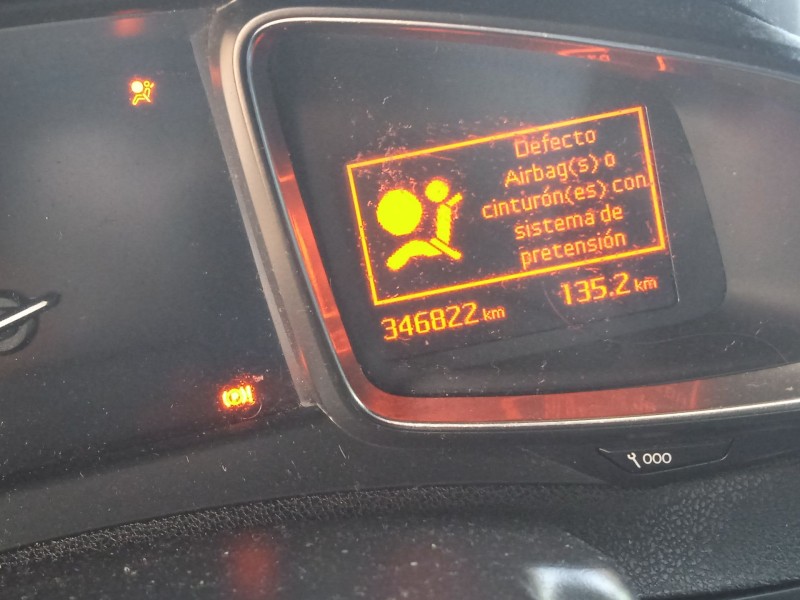 Defecto
Airbag(s) o
cinturón(es) con
sistema de
pretensión
346822 km
135.2 km
000